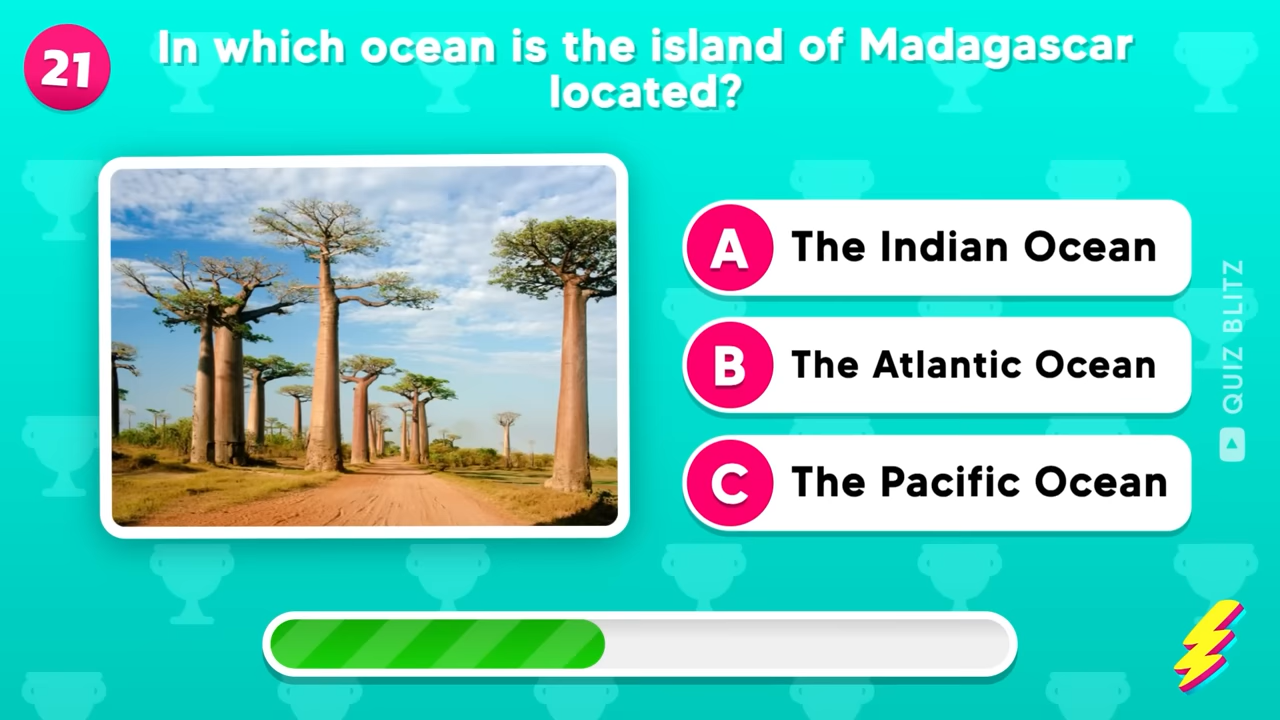 21
In which ocean is the island of Madagascar
located?
A The Indian Ocean
B The Atlantic Ocean
C The Pacific Ocean
QUIZ BLITZ